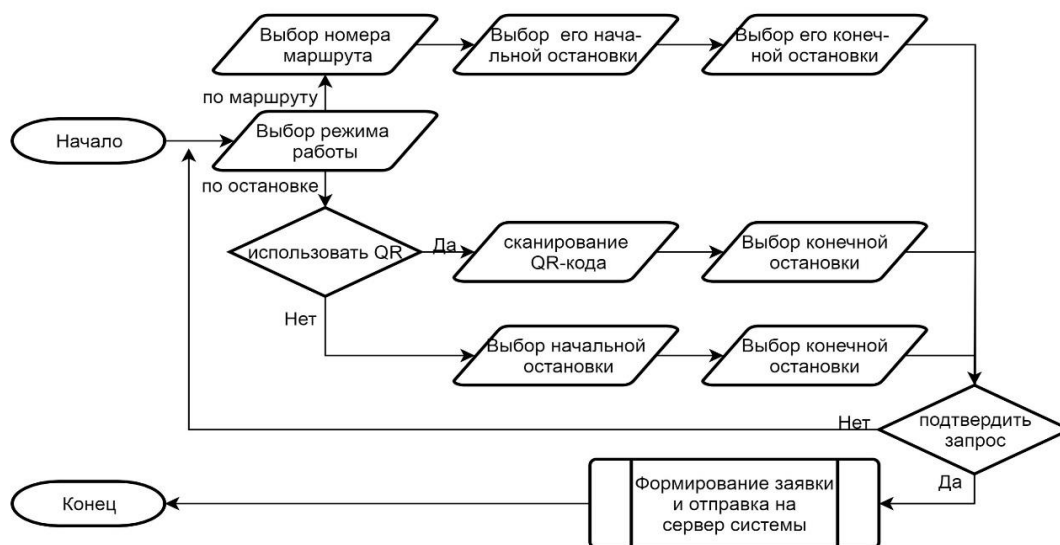 Выбор номера
маршрута
Выбор его нача-
льной остановки
Выбор его конеч-
ной остановки
по маршруту
Начало
Выбор режима
работы
по остановке
использовать QR
Да
сканирование
QR-кода
Выбор конечной
остановки
Нет
Выбор начальной
остановки
Выбор конечной
остановки
Нет
подтвердить
запрос
Да
Формирование заявки
и отправка на
сервер системы
Конец